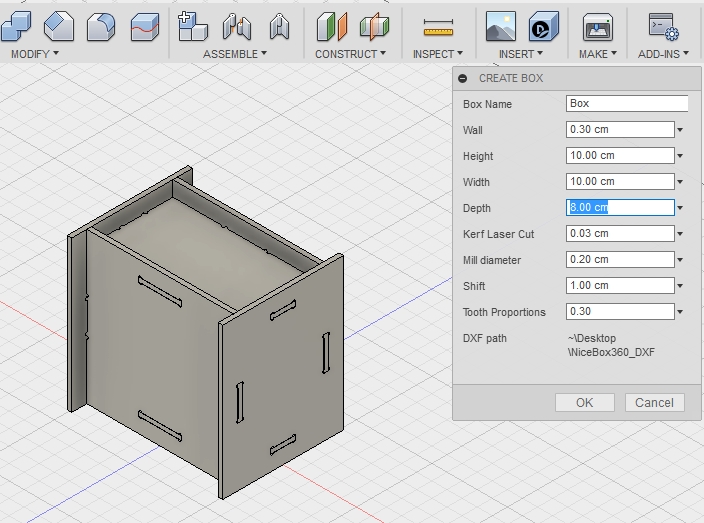 MODIFY ASSEMBLE CONSTRUCT INSPECT INSERT MAKE ADD-INS
CREATE BOX
Box Name Box
Wall 0.30 cm
Height 10.00 cm
Width 10.00 cm
Depth 8.00 cm
Kerf Laser Cut 0.03 cm
Mill diameter 0.20 cm
Shift 1.00 cm
Tooth Proportions 0.30
DXF path ~\Desktop
\NiceBox360_DXF
OK Cancel